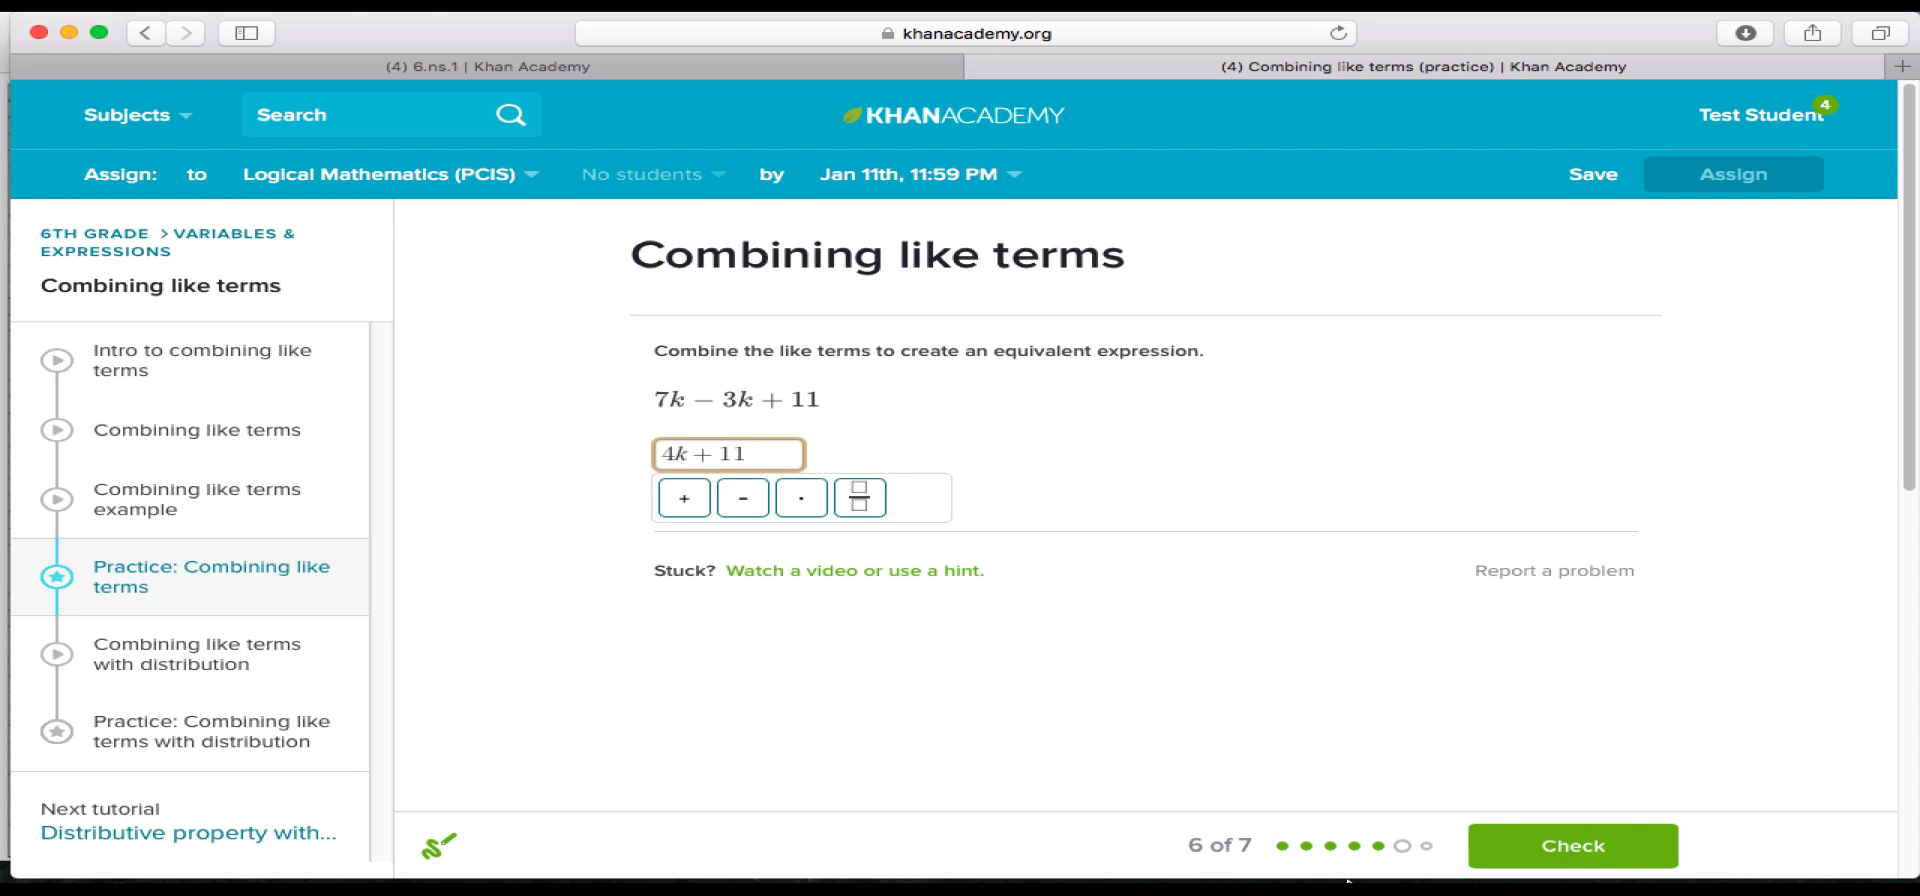 khanacademy.org
(4) 6.ns.1 | Khan Academy
(4) Combining like terms (practice) | Khan Academy
Subjects
Search
KHANACADEMY
Test Student
4
Assign: to Logical Mathematics (PCIS) No students by Jan 11th, 11:59 PM
Save
Assign
6TH GRADE > VARIABLES &
EXPRESSIONS
Combining like terms
Intro to combining like
terms
Combining like terms
Combining like terms
example
Practice: Combining like
terms
Combining like terms
with distribution
Practice: Combining like
terms with distribution
Next tutorial
Distributive property with...
Combining like terms
Combine the like terms to create an equivalent expression.
7k − 3k + 11
4k + 11
+ - ·
Stuck? Watch a video or use a hint.
Report a problem
6 of 7
Check